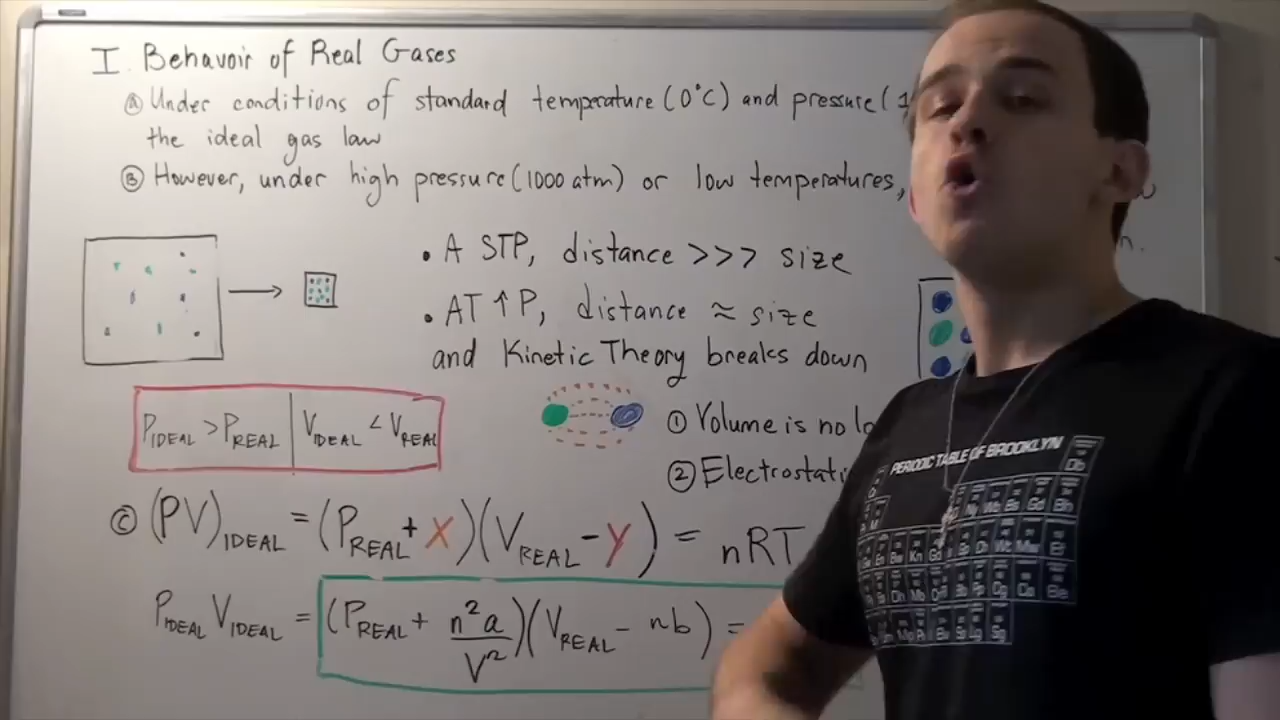 I. Behavoir of Real Gases
Ⓐ Under conditions of standard temperature (0°C) and pressure (1
the ideal gas law
Ⓑ However, under high pressure (1000 atm) or low temperatures,
• A STP, distance >>> size
• AT ↑ P, distance ≈ size
and Kinetic Theory breaks down
P_IDEAL > P_REAL | V_IDEAL < V_REAL
① Volume is no lo
② Electrostati
Ⓒ (PV)_IDEAL = (P_REAL + X)(V_REAL - Y) = nRT
P_IDEAL V_IDEAL = (P_REAL + n²a/V²)(V_REAL - nb) =
PERIODIC TABLE OF BROOKLYN